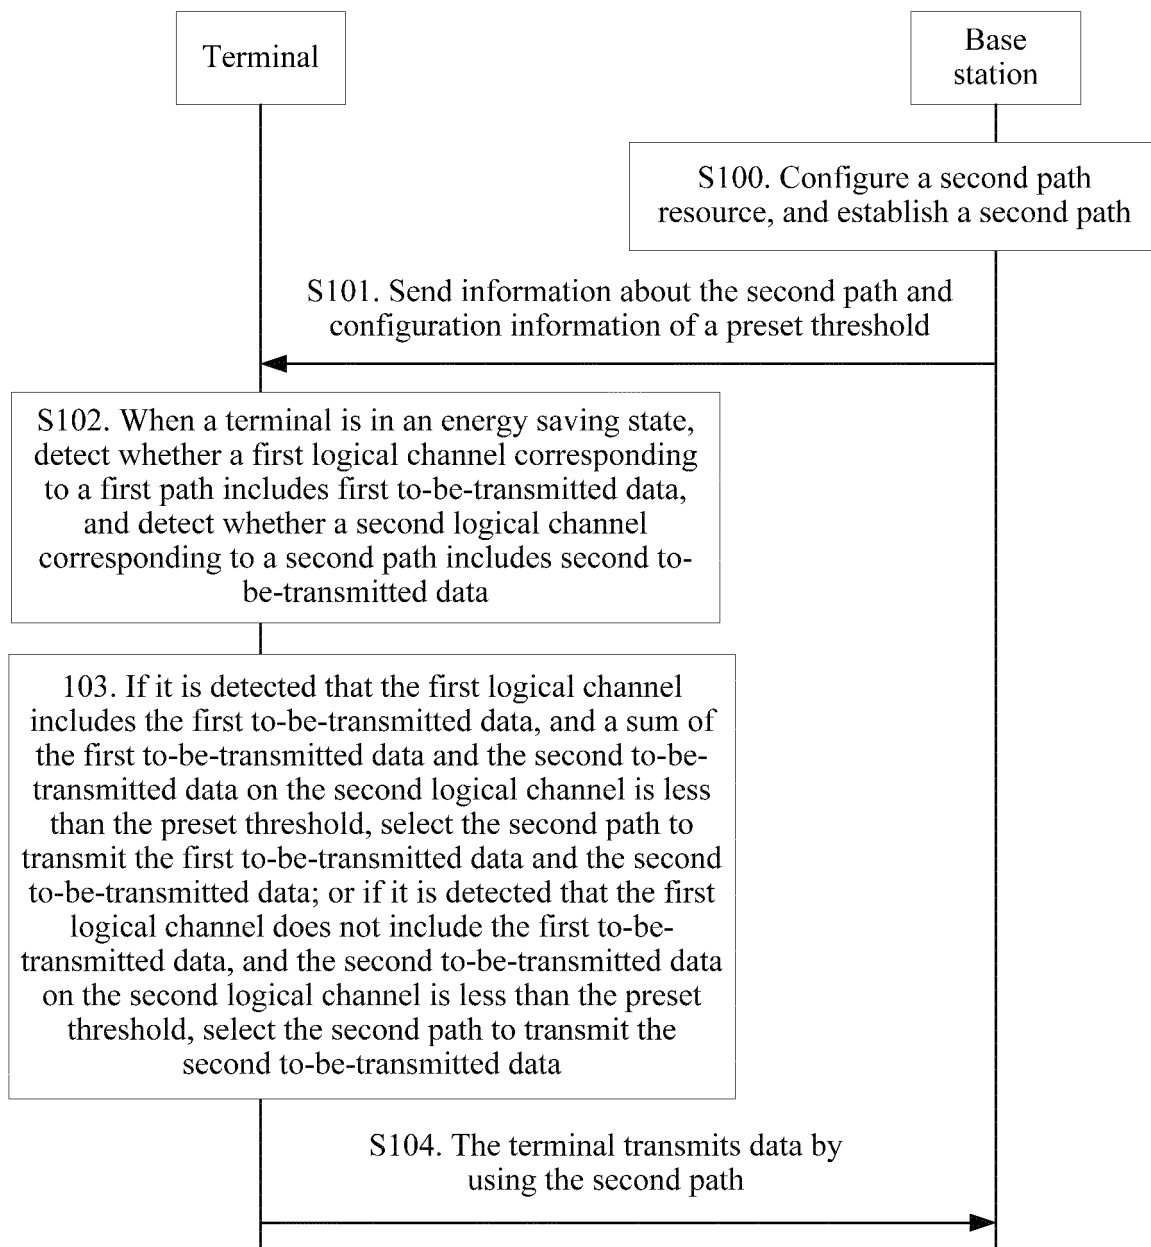 Terminal
Base
station
S100. Configure a second path
resource, and establish a second path
S101. Send information about the second path and
configuration information of a preset threshold
S102. When a terminal is in an energy saving state,
detect whether a first logical channel corresponding
to a first path includes first to-be-transmitted data,
and detect whether a second logical channel
corresponding to a second path includes second to-
be-transmitted data
103. If it is detected that the first logical channel
includes the first to-be-transmitted data, and a sum of
the first to-be-transmitted data and the second to-be-
transmitted data on the second logical channel is less
than the preset threshold, select the second path to
transmit the first to-be-transmitted data and the second
to-be-transmitted data; or if it is detected that the first
logical channel does not include the first to-be-
transmitted data, and the second to-be-transmitted data
on the second logical channel is less than the preset
threshold, select the second path to transmit the
second to-be-transmitted data
S104. The terminal transmits data by
using the second path